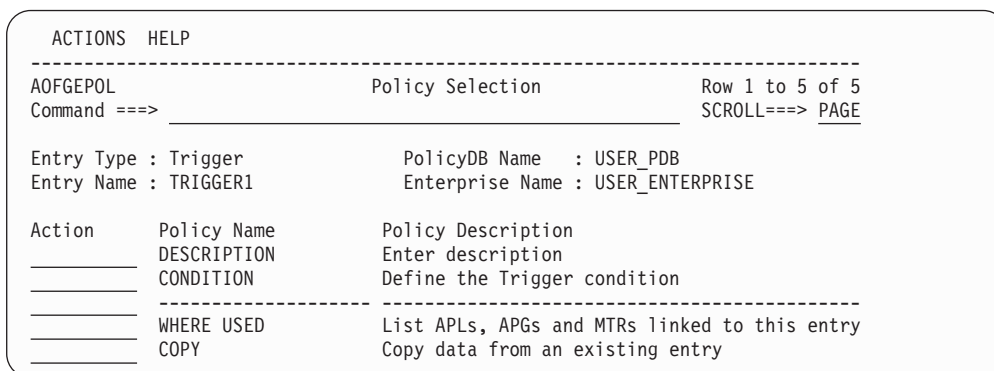 ACTIONS HELP
-------------------------------------------------------------------------------
AOFGEPOL Policy Selection Row 1 to 5 of 5
Command ===> SCROLL===> PAGE
Entry Type : Trigger PolicyDB Name : USER_PDB
Entry Name : TRIGGER1 Enterprise Name : USER_ENTERPRISE
Action Policy Name Policy Description
DESCRIPTION Enter description
CONDITION Define the Trigger condition
-------------------- ---------------------------------------------
WHERE USED List APLs, APGs and MTRs linked to this entry
COPY Copy data from an existing entry